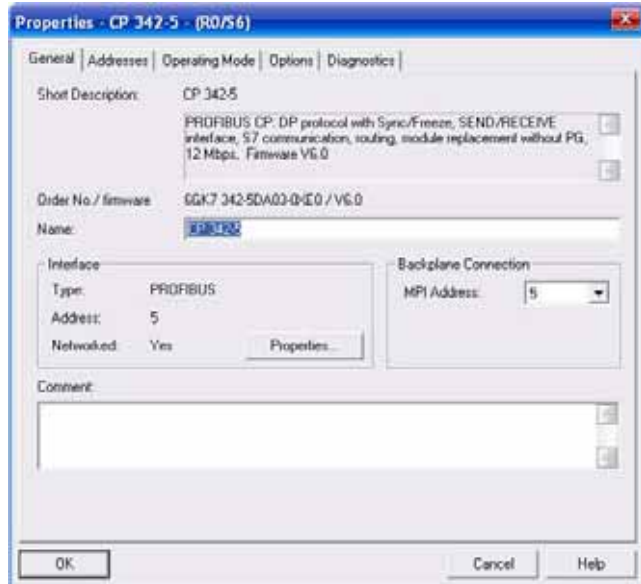 Properties - CP 342-5 - (R0/S6)
General Addresses Operating Mode Options Diagnostics
Short Description: CP 342-5
PROFIBUS CP: DP protocol with Sync/Freeze, SEND/RECEIVE
interface, S7 communication, routing, module replacement without PG,
12 Mbps, Firmware V6.0
Order No./ firmware 6GK7 342-5DA03-0XE0 / V6.0
Name: CP 342-5
Interface
Type: PROFIBUS
Address: 5
Networked: Yes Properties...
Backplane Connection
MPI Address: 5
Comment:
OK Cancel Help